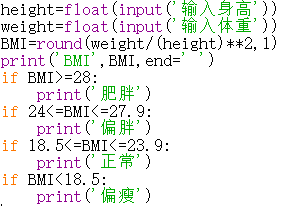 height=float(input('输入身高'))
weight=float(input('输入体重'))
BMI=round(weight/(height)**2,1)
print('BMI',BMI,end=' ')
if BMI>=28:
    print('肥胖')
if 24<=BMI<=27.9:
    print('偏胖')
if 18.5<=BMI<=23.9:
    print('正常')
if BMI<18.5:
    print('偏瘦')